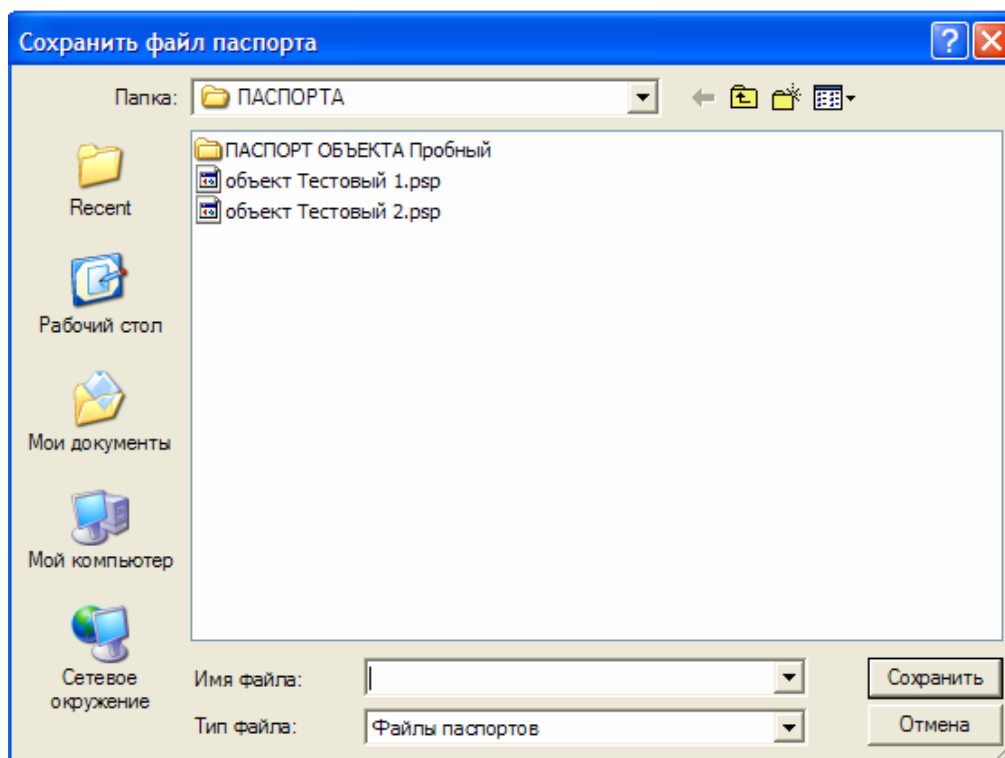 Сохранить файл паспорта
Папка: ПАСПОРТА
ПАСПОРТ ОБЪЕКТА Пробный
объект Тестовый 1.psp
объект Тестовый 2.psp
Recent
Рабочий стол
Мои документы
Мой компьютер
Сетевое
окружение
Имя файла:
Сохранить
Тип файла: Файлы паспортов
Отмена